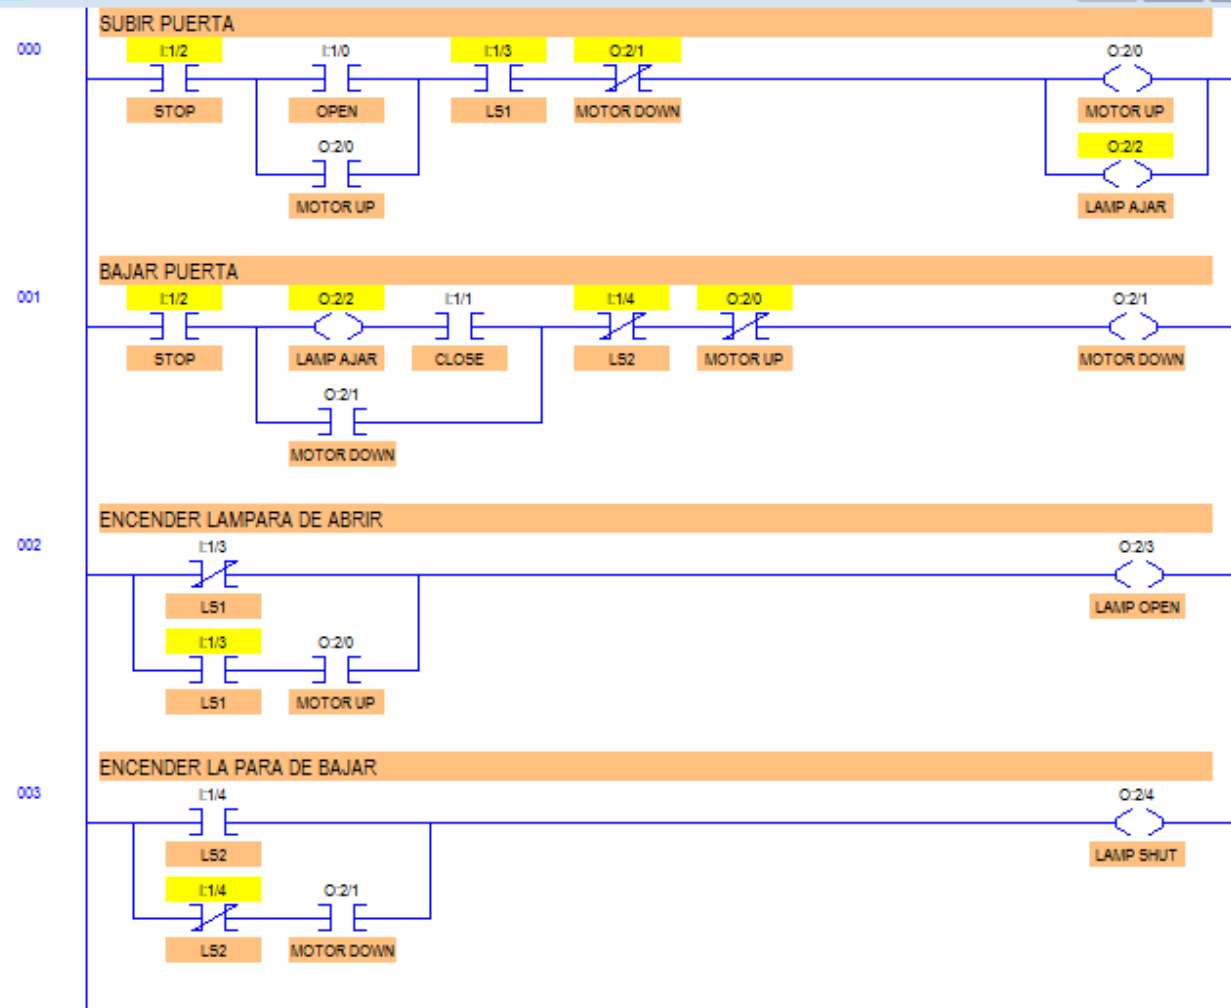 SUBIR PUERTA
000
I:1/2 I:1/0 I:1/3 O:2/1 O:2/0
STOP OPEN LS1 MOTOR DOWN MOTOR UP
O:2/0 O:2/2
MOTOR UP LAMP AJAR
BAJAR PUERTA
001
I:1/2 O:2/2 I:1/1 I:1/4 O:2/0 O:2/1
STOP LAMP AJAR CLOSE LS2 MOTOR UP MOTOR DOWN
O:2/1
MOTOR DOWN
ENCENDER LAMPARA DE ABRIR
002
I:1/3 O:2/3
LS1 LAMP OPEN
I:1/3 O:2/0
LS1 MOTOR UP
ENCENDER LA PARA DE BAJAR
003
I:1/4 O:2/4
LS2 LAMP SHUT
I:1/4 O:2/1
LS2 MOTOR DOWN